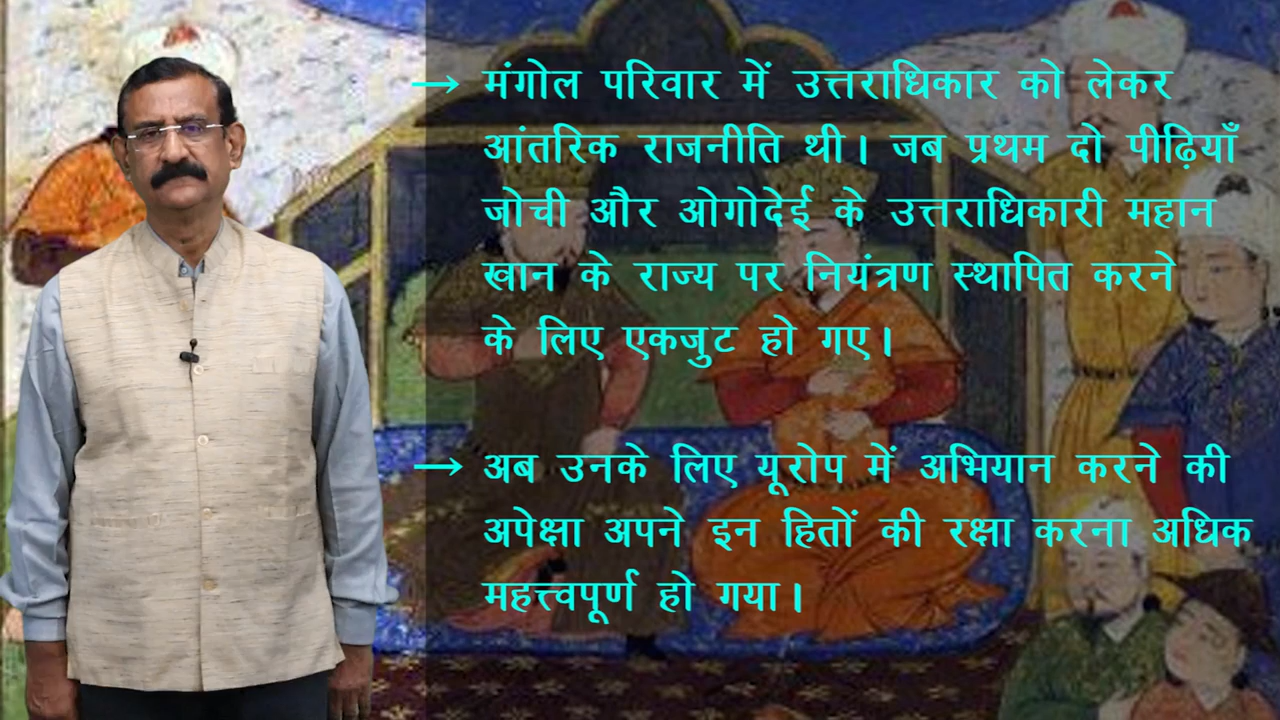 → मंगोल परिवार में उत्तराधिकार को लेकर
आंतरिक राजनीति थी। जब प्रथम दो पीढ़ियाँ
जोची और ओगोदेई के उत्तराधिकारी महान
खान के राज्य पर नियंत्रण स्थापित करने
के लिए एकजुट हो गए।
→ अब उनके लिए यूरोप में अभियान करने की
अपेक्षा अपने इन हितों की रक्षा करना अधिक
महत्त्वपूर्ण हो गया।